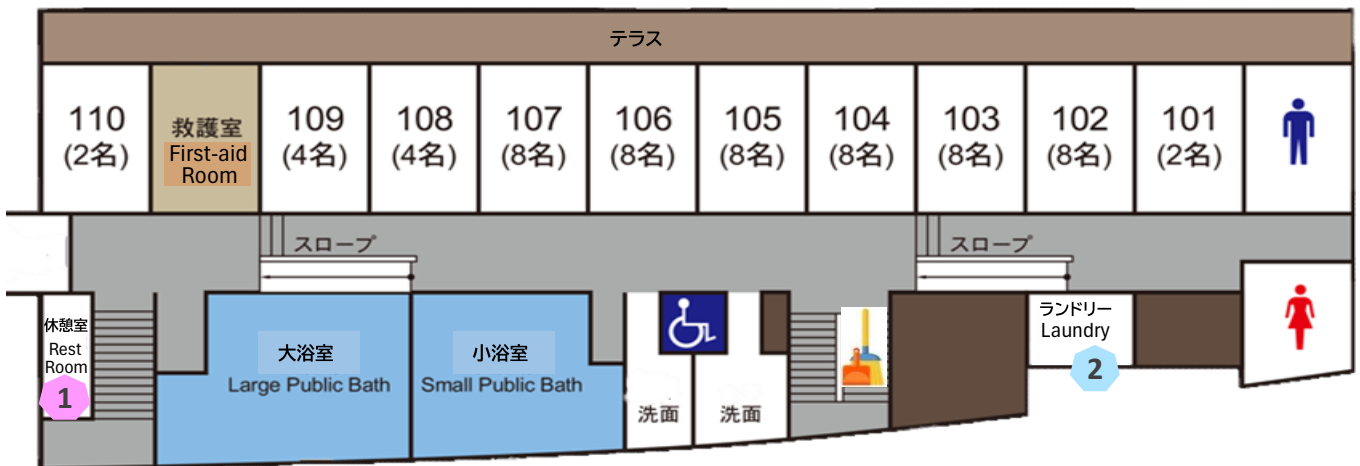 テラス
110
(2名)
救護室
First-aid
Room
109
(4名)
108
(4名)
107
(8名)
106
(8名)
105
(8名)
104
(8名)
103
(8名)
102
(8名)
101
(2名)
スロープ
スロープ
休憩室
Rest
Room
1
大浴室
Large Public Bath
小浴室
Small Public Bath
洗面
洗面
ランドリー
Laundry
2